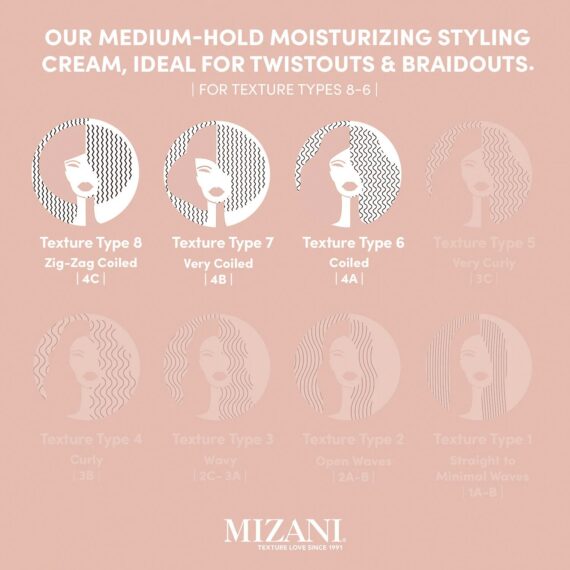 OUR MEDIUM-HOLD MOISTURIZING STYLING
CREAM, IDEAL FOR TWISTOUTS & BRAIDOUTS.
| FOR TEXTURE TYPES 8-6 |
Texture Type 8
Zig-Zag Coiled
| 4C |
Texture Type 7
Very Coiled
| 4B |
Texture Type 6
Coiled
| 4A |
Texture Type 5
Very Curly
| 3C |
Texture Type 4
Curly
| 3B |
Texture Type 3
Wavy
| 2C-3A |
Texture Type 2
Open Waves
| 2A-B |
Texture Type 1
Straight to
Minimal Waves
| 1A-B |
MIZANI®
TEXTURE LOVE SINCE 1991